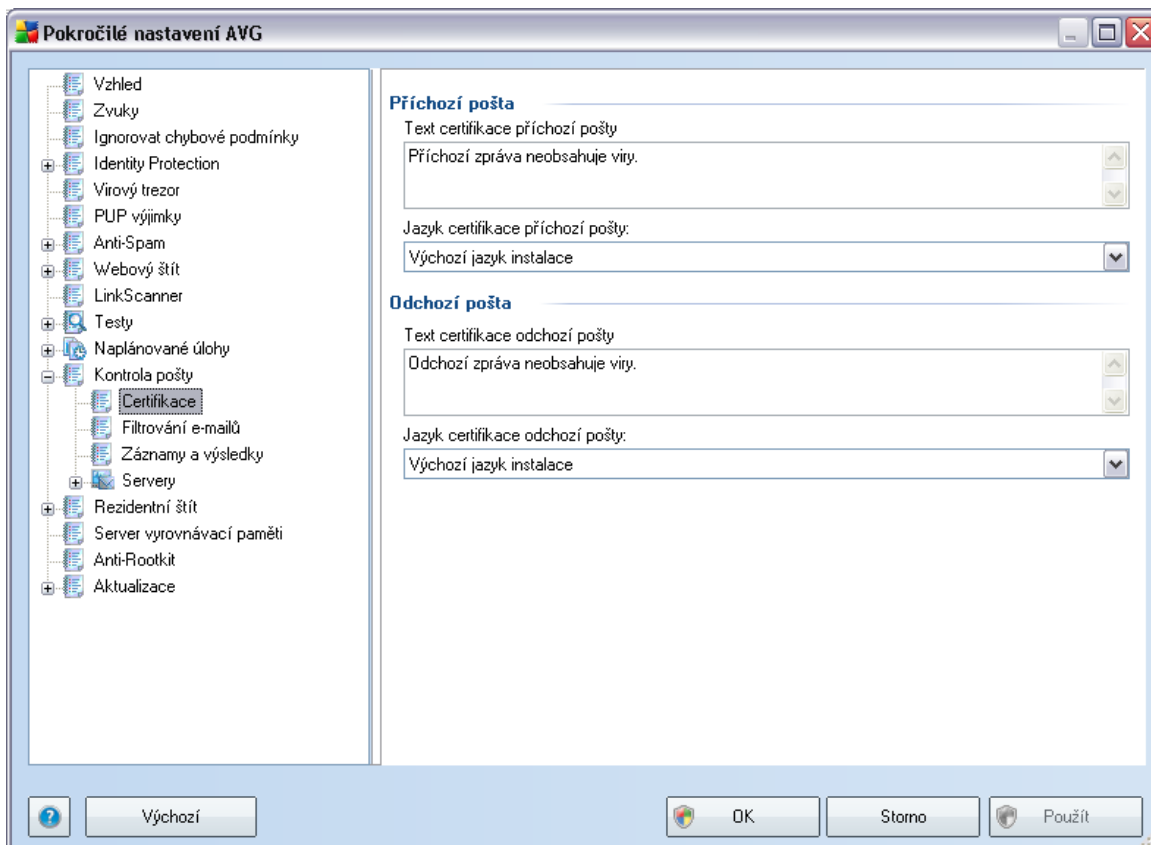 Pokročilé nastavení AVG
Vzhled
Zvuky
Ignorovat chybové podmínky
Identity Protection
Virový trezor
PUP výjimky
Anti-Spam
Webový štít
LinkScanner
Testy
Naplánované úlohy
Kontrola pošty
Certifikace
Filtrování e-mailů
Záznamy a výsledky
Servery
Rezidentní štít
Server vyrovnávací paměti
Anti-Rootkit
Aktualizace
Příchozí pošta
Text certifikace příchozí pošty
Příchozí zpráva neobsahuje viry.
Jazyk certifikace příchozí pošty:
Výchozí jazyk instalace
Odchozí pošta
Text certifikace odchozí pošty
Odchozí zpráva neobsahuje viry.
Jazyk certifikace odchozí pošty:
Výchozí jazyk instalace
Výchozí
OK
Storno
Použít